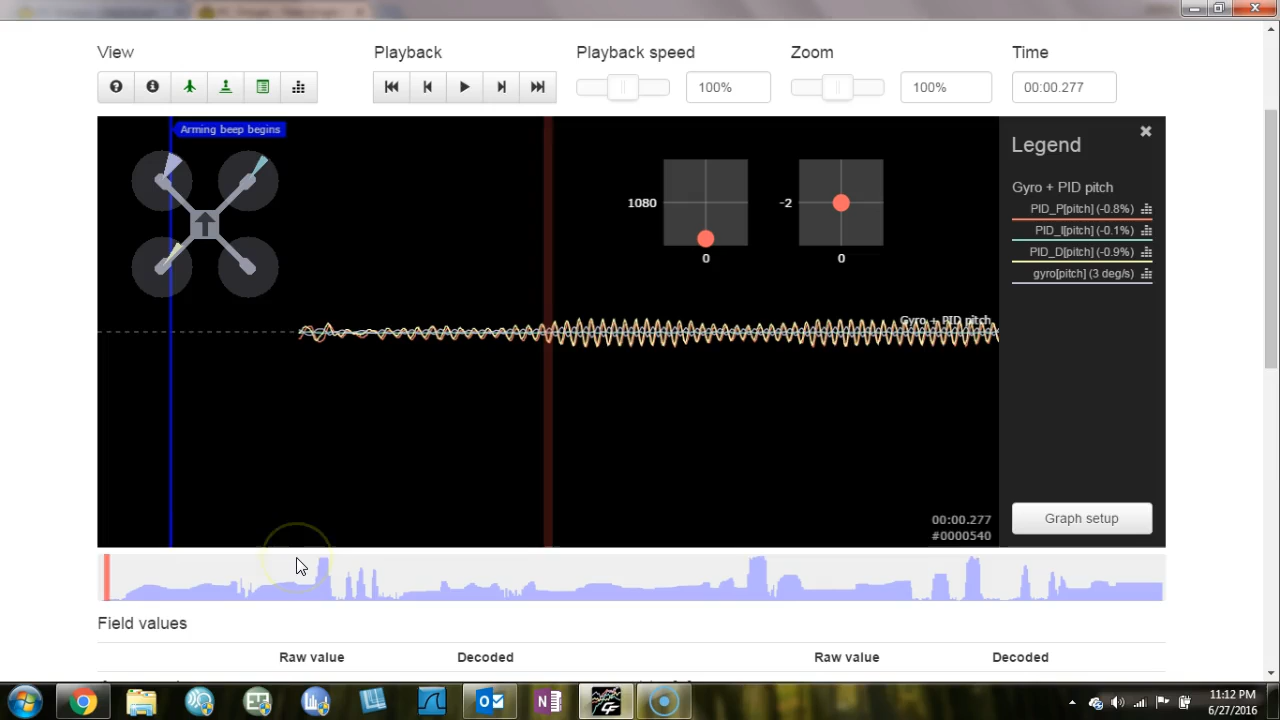 View
Playback
Playback speed
Zoom
Time
100%
100%
00:00.277
Arming beep begins
1080
0
-2
0
Legend
Gyro + PID pitch
PID_P[pitch] (-0.8%)
PID_I[pitch] (-0.1%)
PID_D[pitch] (-0.9%)
gyro[pitch] (3 deg/s)
Gyro + PID pitch
00:00.277
#0000540
Graph setup
Field values
Raw value
Decoded
Raw value
Decoded
11:12 PM
6/27/2016